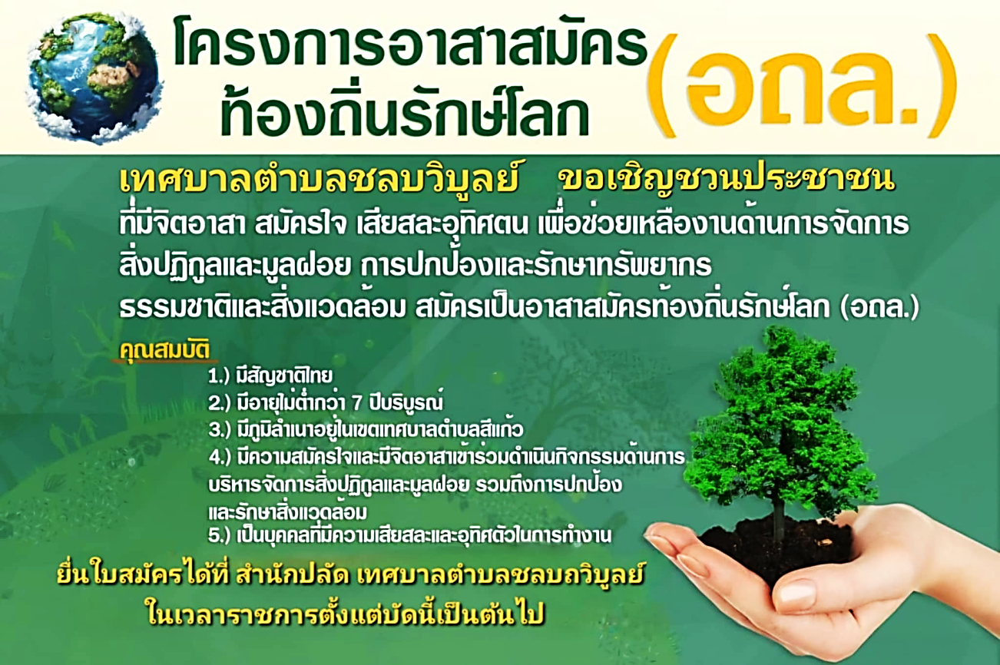 โครงการอาสาสมัคร
ท้องถิ่นรักษ์โลก
(อถล.)
เทศบาลตำบลชลบวิบูลย์ ขอเชิญชวนประชาชน
ที่มีจิตอาสา สมัครใจ เสียสละอุทิศตน เพื่อช่วยเหลืองานด้านการจัดการ
สิ่งปฏิกูลและมูลฝอย การปกป้องและรักษาทรัพยากร
ธรรมชาติและสิ่งแวดล้อม สมัครเป็นอาสาสมัครท้องถิ่นรักษ์โลก (อถล.)
คุณสมบัติ
1.) มีสัญชาติไทย
2.) มีอายุไม่ต่ำกว่า 7 ปีบริบูรณ์
3.) มีภูมิลำเนาอยู่ในเขตเทศบาลตำบลสีแก้ว
4.) มีความสมัครใจและมีจิตอาสาเข้าร่วมดำเนินกิจกรรมด้านการ
บริหารจัดการสิ่งปฏิกูลและมูลฝอย รวมถึงการปกป้อง
และรักษาสิ่งแวดล้อม
5.) เป็นบุคคลที่มีความเสียสละและอุทิศตัวในการทำงาน
ยื่นใบสมัครได้ที่ สำนักปลัด เทศบาลตำบลชลบถวิบูลย์
ในเวลาราชการตั้งแต่บัดนี้เป็นต้นไป